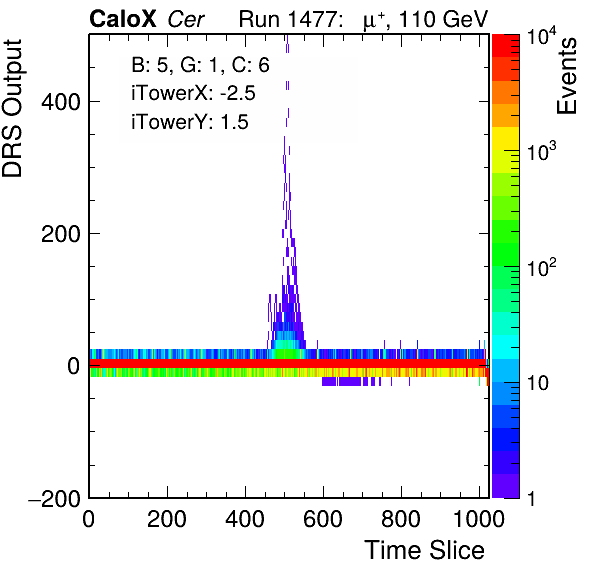 CaloX Cer Run 1477: μ⁺, 110 GeV
B: 5, G: 1, C: 6
iTowerX: -2.5
iTowerY: 1.5
DRS Output
400
200
0
−200
0 200 400 600 800 1000
Time Slice
Events
10⁴
10³
10²
10
1